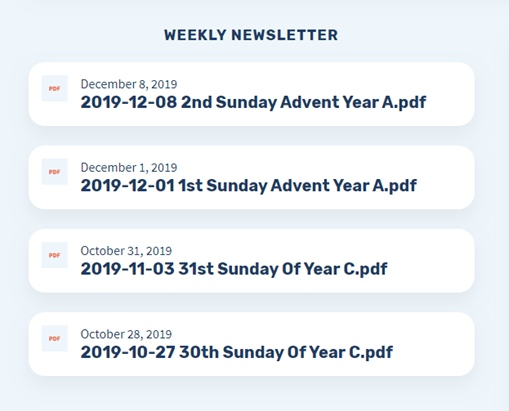 WEEKLY NEWSLETTER
PDF
December 8, 2019
2019-12-08 2nd Sunday Advent Year A.pdf
PDF
December 1, 2019
2019-12-01 1st Sunday Advent Year A.pdf
PDF
October 31, 2019
2019-11-03 31st Sunday Of Year C.pdf
PDF
October 28, 2019
2019-10-27 30th Sunday Of Year C.pdf